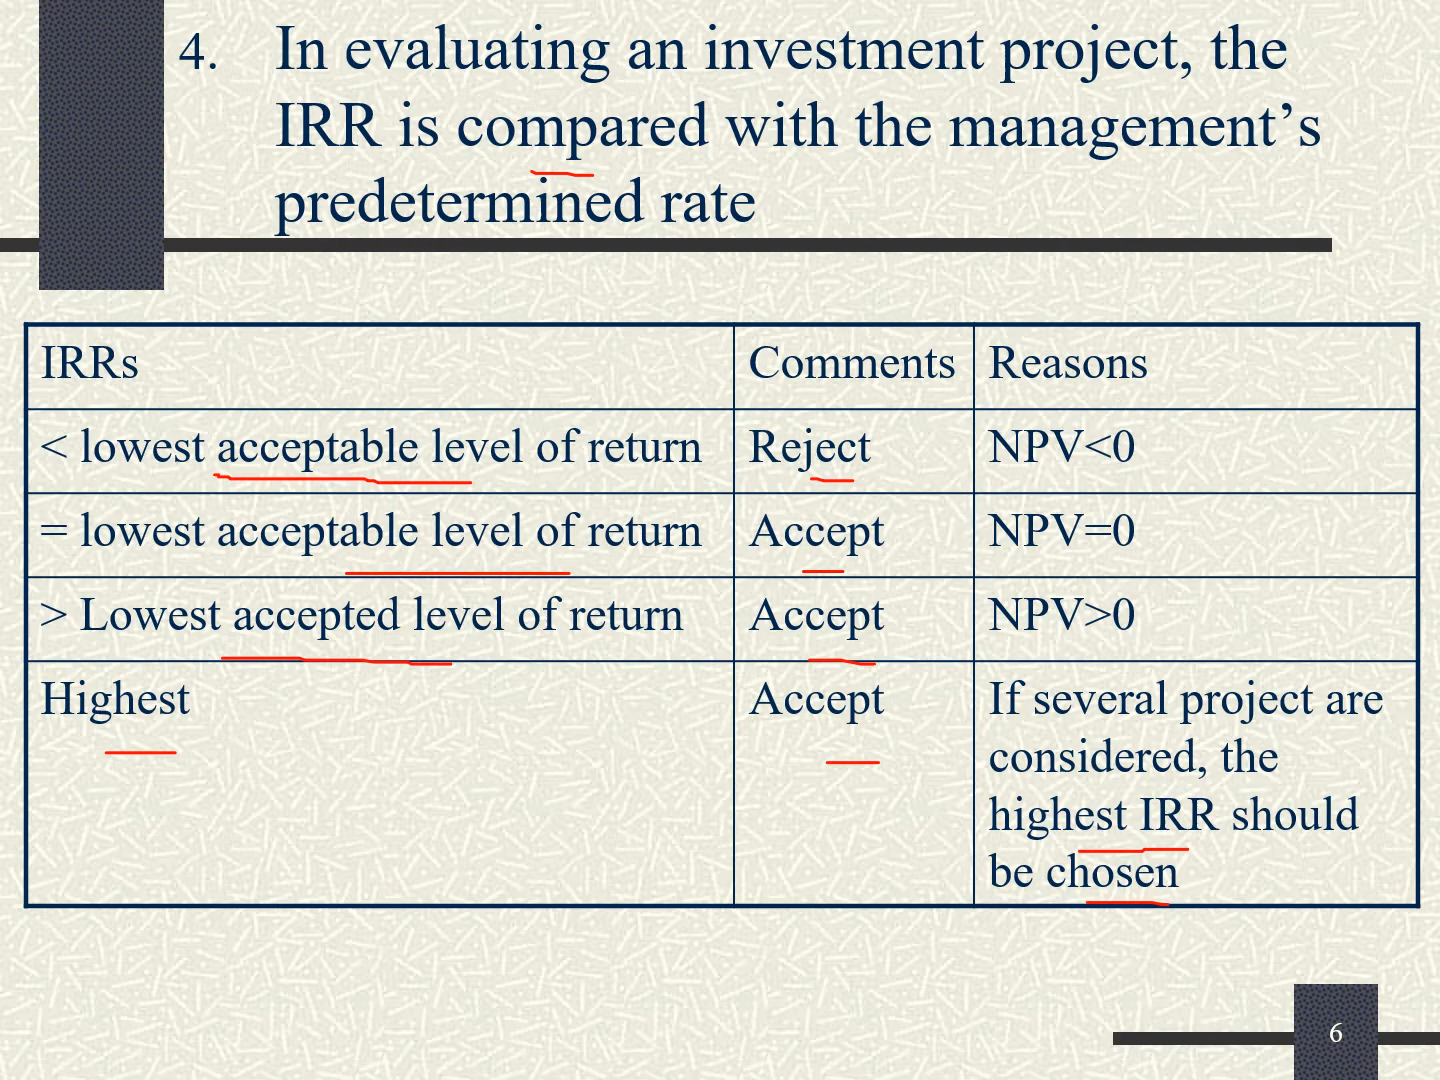 4. In evaluating an investment project, the
IRR is compared with the management’s
predetermined rate
IRRs Comments Reasons
< lowest acceptable level of return Reject NPV<0
= lowest acceptable level of return Accept NPV=0
> Lowest accepted level of return Accept NPV>0
Highest Accept If several project are
considered, the
highest IRR should
be chosen
6